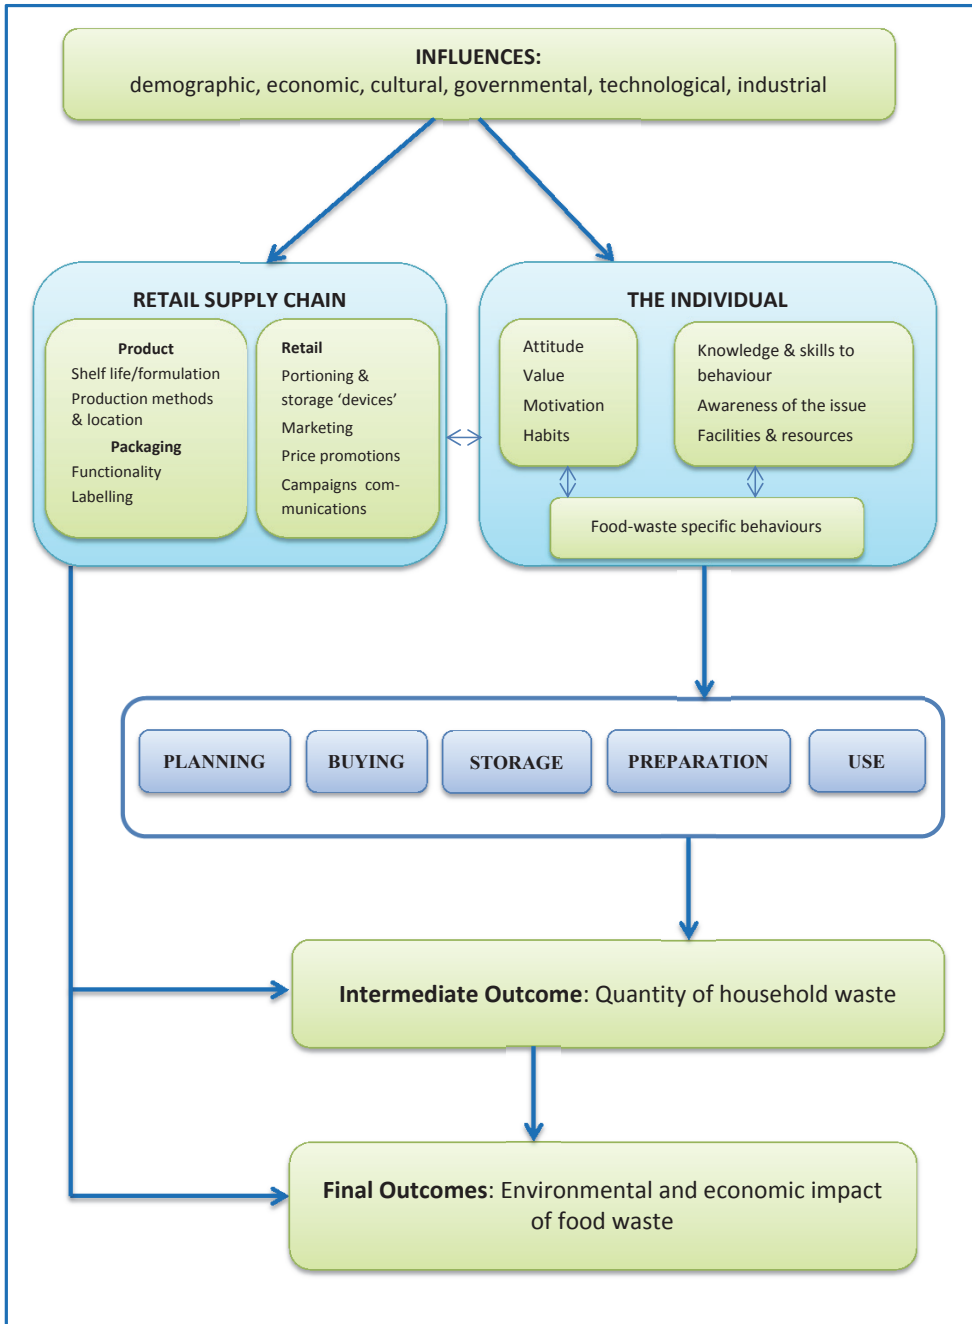 INFLUENCES:
demographic, economic, cultural, governmental, technological, industrial
RETAIL SUPPLY CHAIN
Product
Shelf life/formulation
Production methods
& location
Packaging
Functionality
Labelling
Retail
Portioning &
storage ‘devices’
Marketing
Price promotions
Campaigns com-
munications
THE INDIVIDUAL
Attitude
Value
Motivation
Habits
Knowledge & skills to
behaviour
Awareness of the issue
Facilities & resources
Food-waste specific behaviours
PLANNING
BUYING
STORAGE
PREPARATION
USE
Intermediate Outcome: Quantity of household waste
Final Outcomes: Environmental and economic impact
of food waste